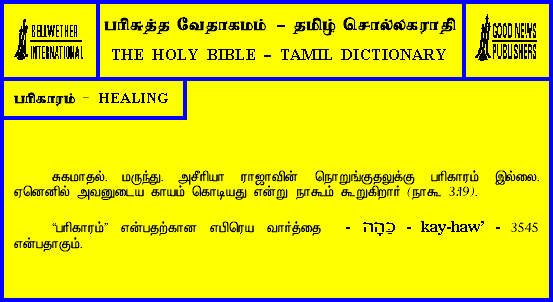 BELLWETHER
INTERNATIONAL
பரிசுத்த வேதாகமம் - தமிழ் சொல்லகராதி
THE HOLY BIBLE - TAMIL DICTIONARY
GOOD NEWS
PUBLISHERS
பரிகாரம் - HEALING
சுகமாதல். மருந்து. அசீரியா ராஜாவின் நொறுங்குதலுக்கு பரிகாரம் இல்லை.
ஏனெனில் அவனுடைய காயம் கொடியது என்று நாகூம் கூறுகிறார் (நாகூ 3:19).
“பரிகாரம்” என்பதற்கான எபிரெய வார்த்தை - כֵּהָה - kay-haw’ - 3545
என்பதாகும்.